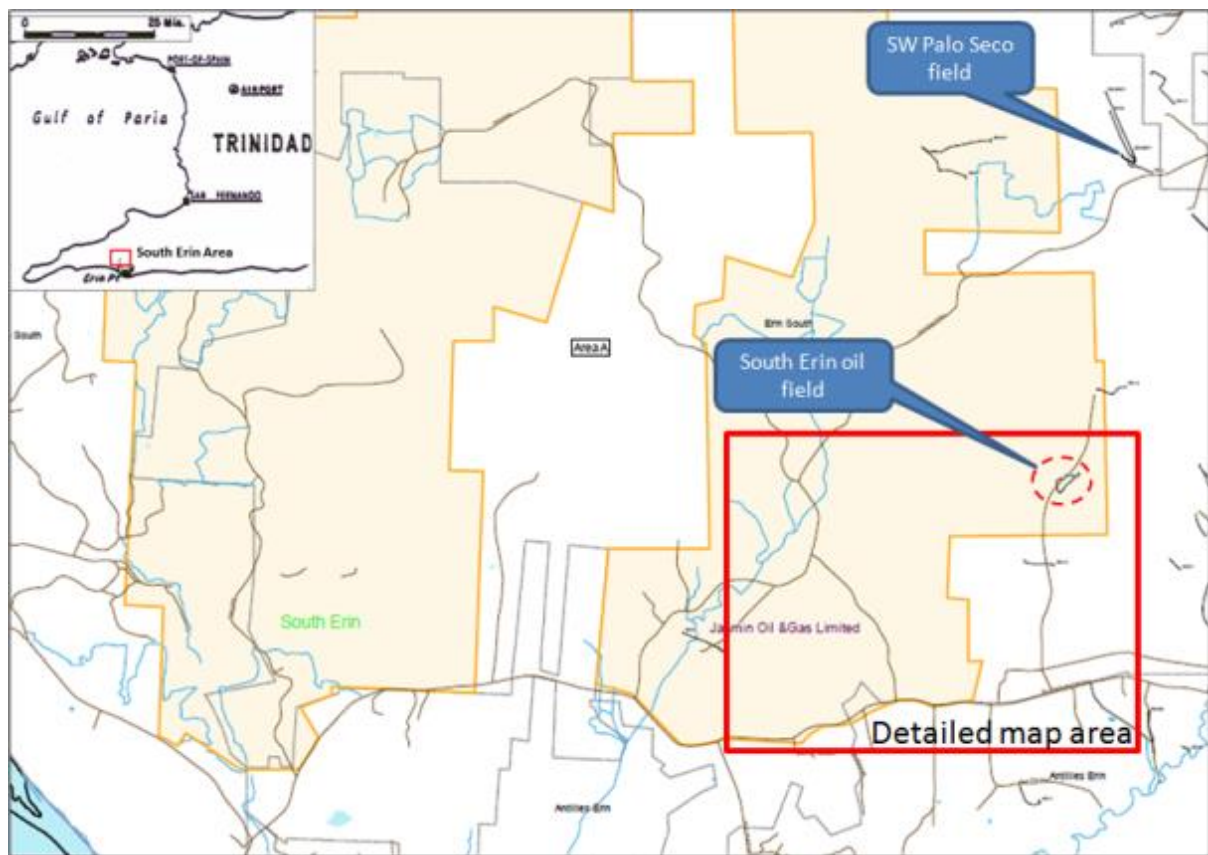 0 25 Mls.
PORT-OF-SPAIN
AIRPORT
Gulf of Paria
TRINIDAD
SAN FERNANDO
South Erin Area
Erin Pt
SW Palo Seco
field
South
Area A
Erin South
South Erin oil
field
South Erin
Jasmin Oil &Gas Limited
Detailed map area
Antilles Erin
Antilles Erin